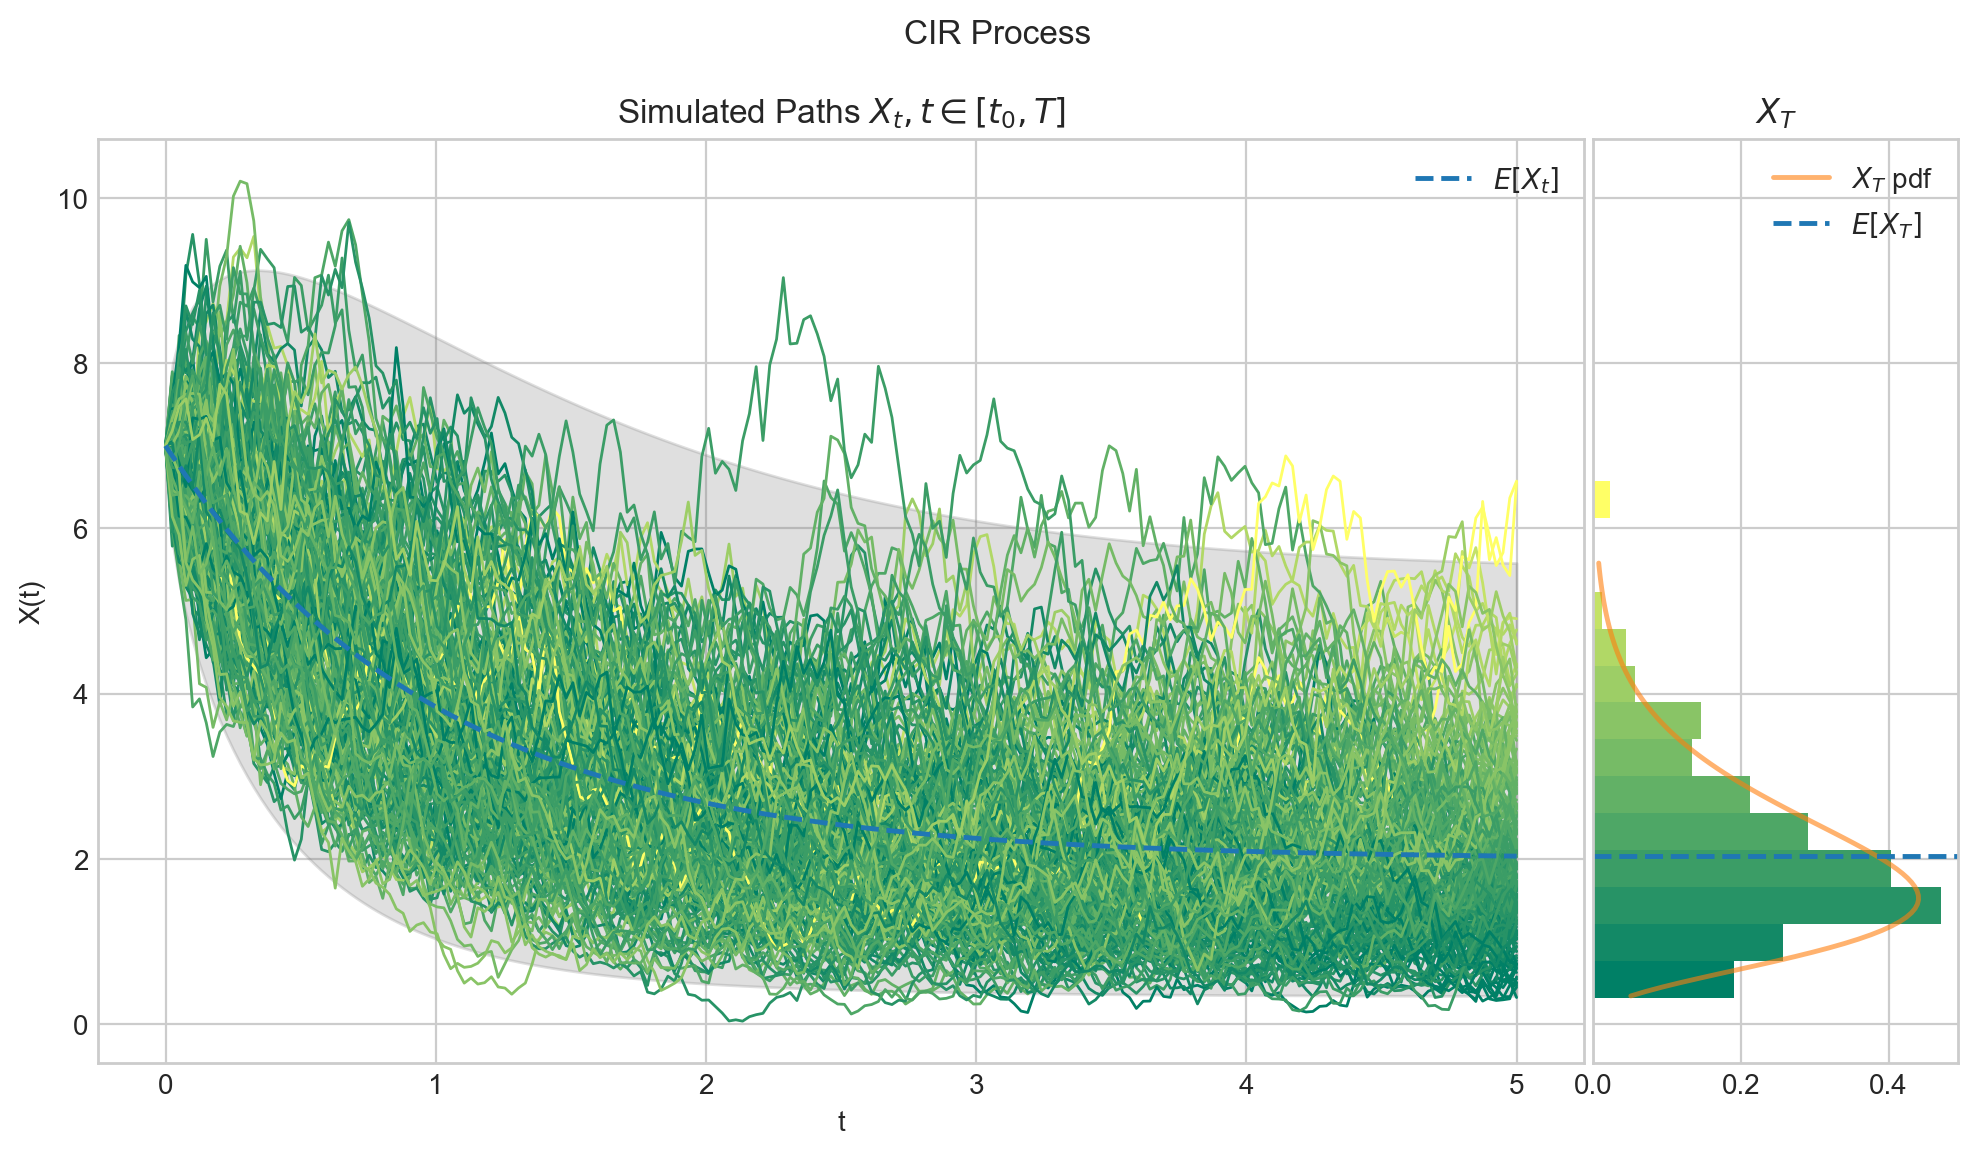 CIR Process
Simulated Paths $X_t, t \in [t_0, T]$
$X_T$
$E[X_t]$
$X_T$ pdf
$E[X_T]$
X(t)
10
8
6
4
2
0
0 1 2 3 4 5
0.0 0.2 0.4
t